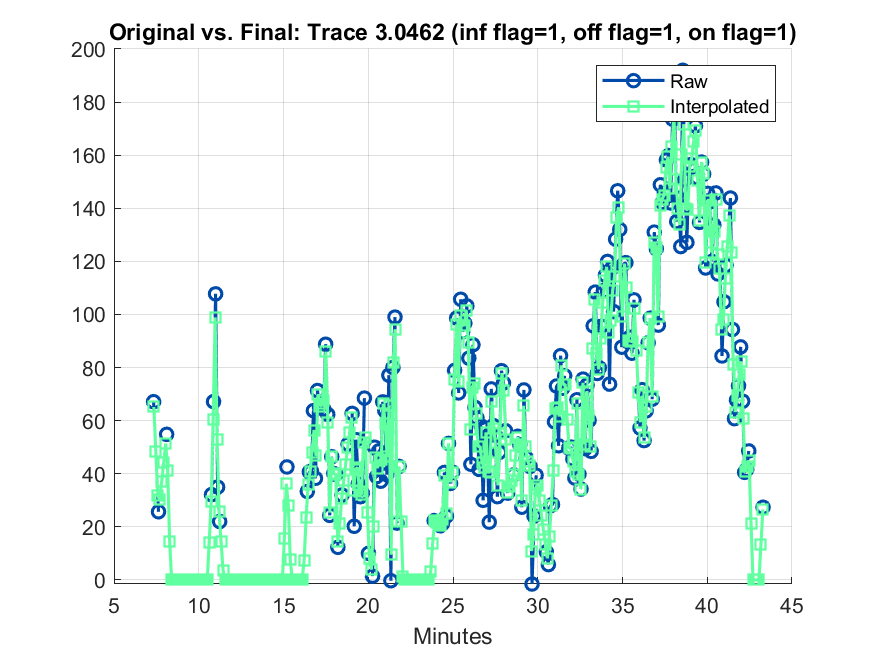 Original vs. Final: Trace 3.0462 (inf flag=1, off flag=1, on flag=1)
200
180
160
140
120
100
80
60
40
20
0
Raw
Interpolated
5 10 15 20 25 30 35 40 45
Minutes